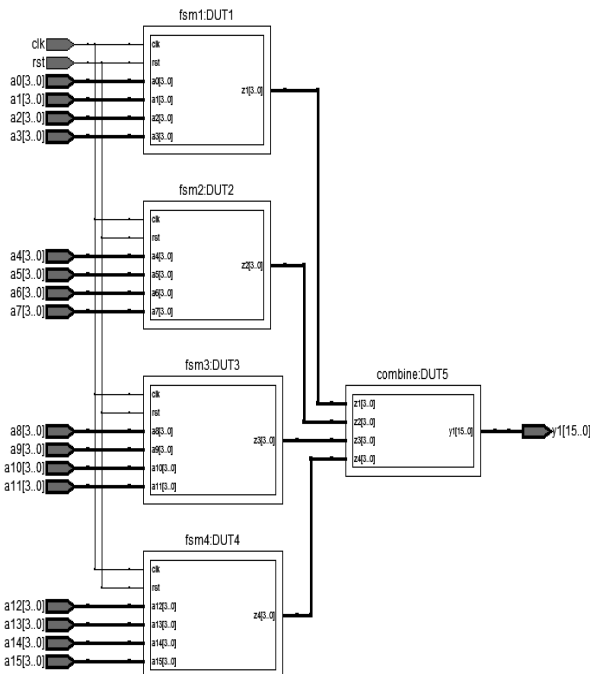 fsm1:DUT1
clk
rst
a0[3..0]
a1[3..0]
a2[3..0]
a3[3..0]
clk
rst
a0[3..0]
a1[3..0]
a2[3..0]
a3[3..0]
z1[3..0]
fsm2:DUT2
a4[3..0]
a5[3..0]
a6[3..0]
a7[3..0]
clk
rst
a4[3..0]
a5[3..0]
a6[3..0]
a7[3..0]
z2[3..0]
fsm3:DUT3
a8[3..0]
a9[3..0]
a10[3..0]
a11[3..0]
clk
rst
a8[3..0]
a9[3..0]
a10[3..0]
a11[3..0]
z3[3..0]
combine:DUT5
z1[3..0]
z2[3..0]
z3[3..0]
z4[3..0]
y1[15..0]
y1[15..0]
fsm4:DUT4
a12[3..0]
a13[3..0]
a14[3..0]
a15[3..0]
clk
rst
a12[3..0]
a13[3..0]
a14[3..0]
a15[3..0]
z4[3..0]